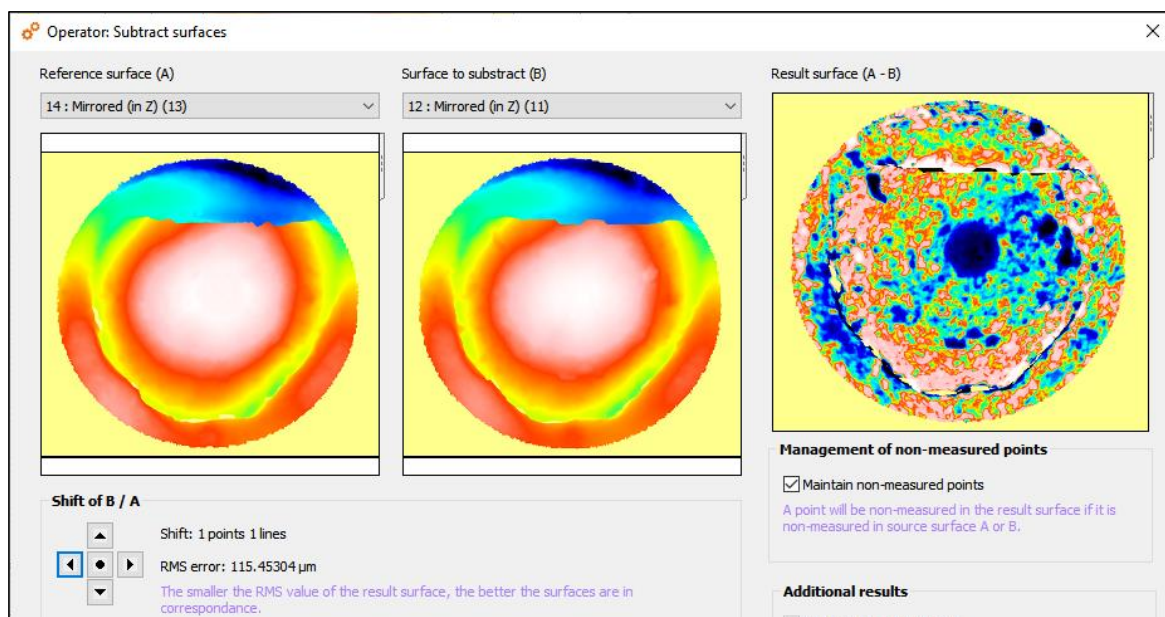 Operator: Subtract surfaces
Reference surface (A)
Surface to substract (B)
Result surface (A - B)
14 : Mirrored (in Z) (13)
12 : Mirrored (in Z) (11)
Management of non-measured points
Maintain non-measured points
A point will be non-measured in the result surface if it is
non-measured in source surface A or B.
Shift of B / A
Shift: 1 points 1 lines
RMS error: 115.45304 µm
The smaller the RMS value of the result surface, the better the surfaces are in
correspondance.
Additional results